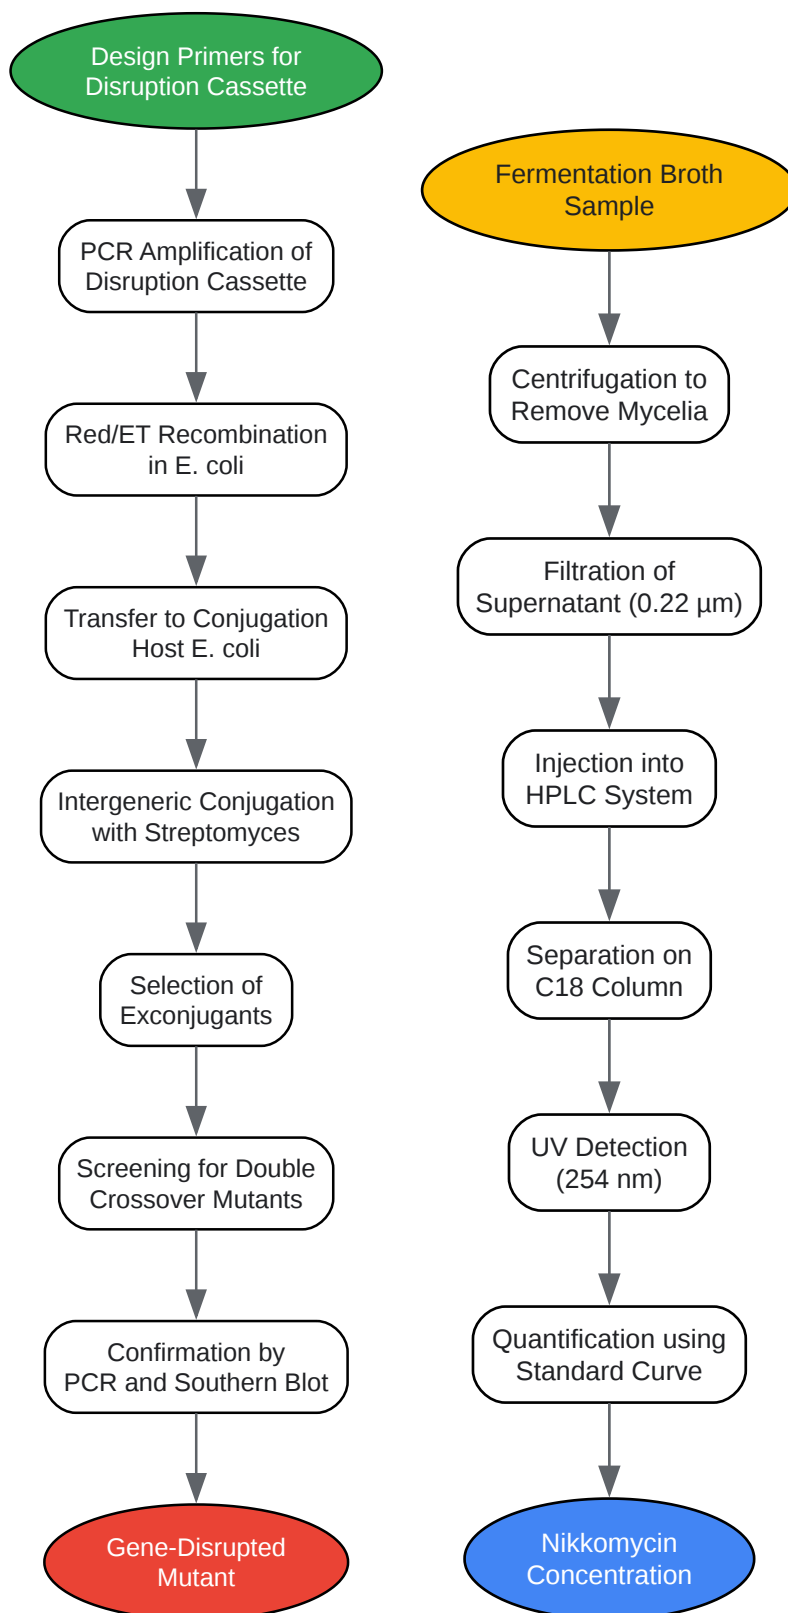 Design Primers for
Disruption Cassette
PCR Amplification of
Disruption Cassette
Red/ET Recombination
in E. coli
Transfer to Conjugation
Host E. coli
Intergeneric Conjugation
with Streptomyces
Selection of
Exconjugants
Screening for Double
Crossover Mutants
Confirmation by
PCR and Southern Blot
Gene-Disrupted
Mutant
Fermentation Broth
Sample
Centrifugation to
Remove Mycelia
Filtration of
Supernatant (0.22 µm)
Injection into
HPLC System
Separation on
C18 Column
UV Detection
(254 nm)
Quantification using
Standard Curve
Nikkomycin
Concentration